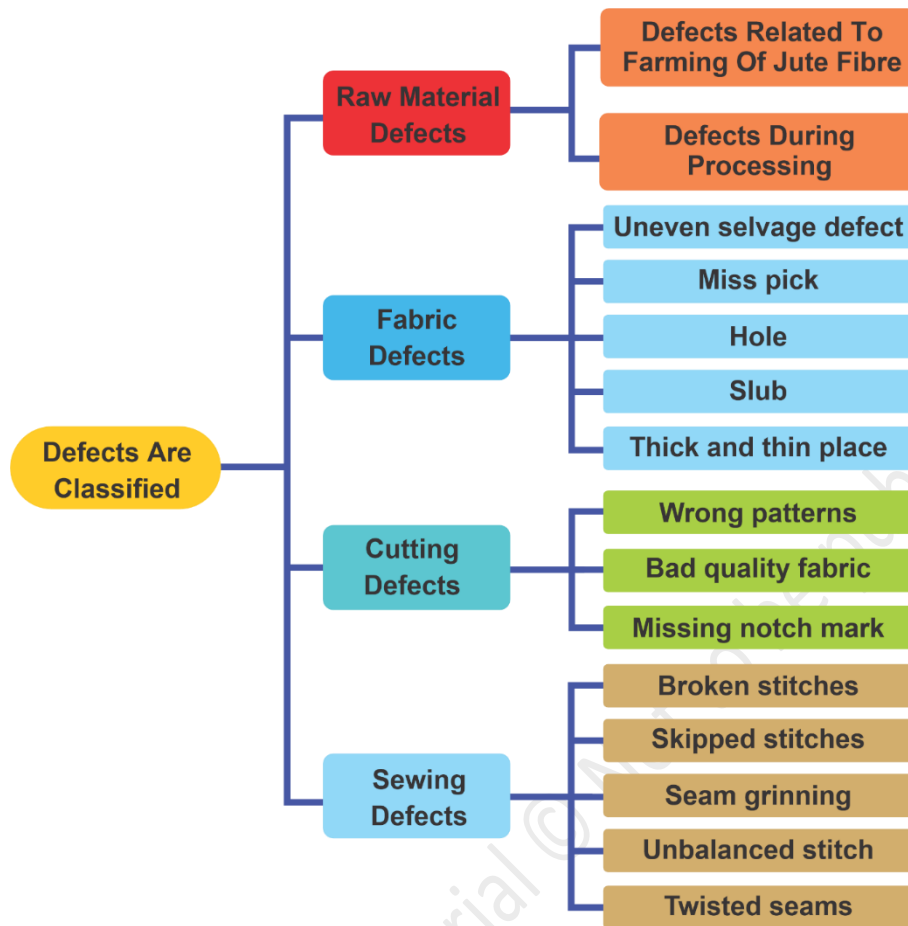 Defects Related To
Farming Of Jute Fibre
Raw Material
Defects
Defects During
Processing
Uneven selvage defect
Miss pick
Fabric
Defects
Hole
Slub
Thick and thin place
Defects Are
Classified
Wrong patterns
Cutting
Defects
Bad quality fabric
Missing notch mark
Broken stitches
Skipped stitches
Sewing
Defects
Seam grinning
Unbalanced stitch
Twisted seams